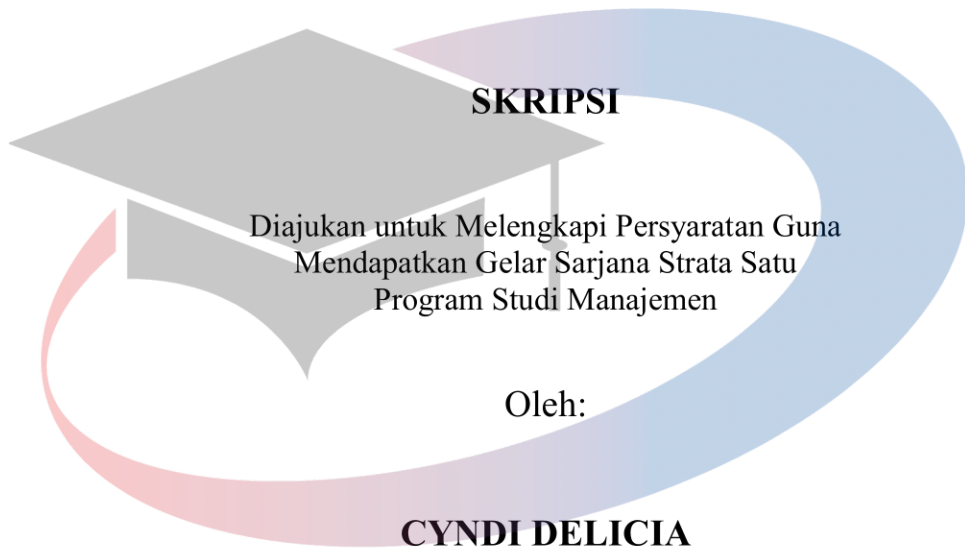 SKRIPSI
Diajukan untuk Melengkapi Persyaratan Guna
Mendapatkan Gelar Sarjana Strata Satu
Program Studi Manajemen
Oleh:
CYNDI DELICIA